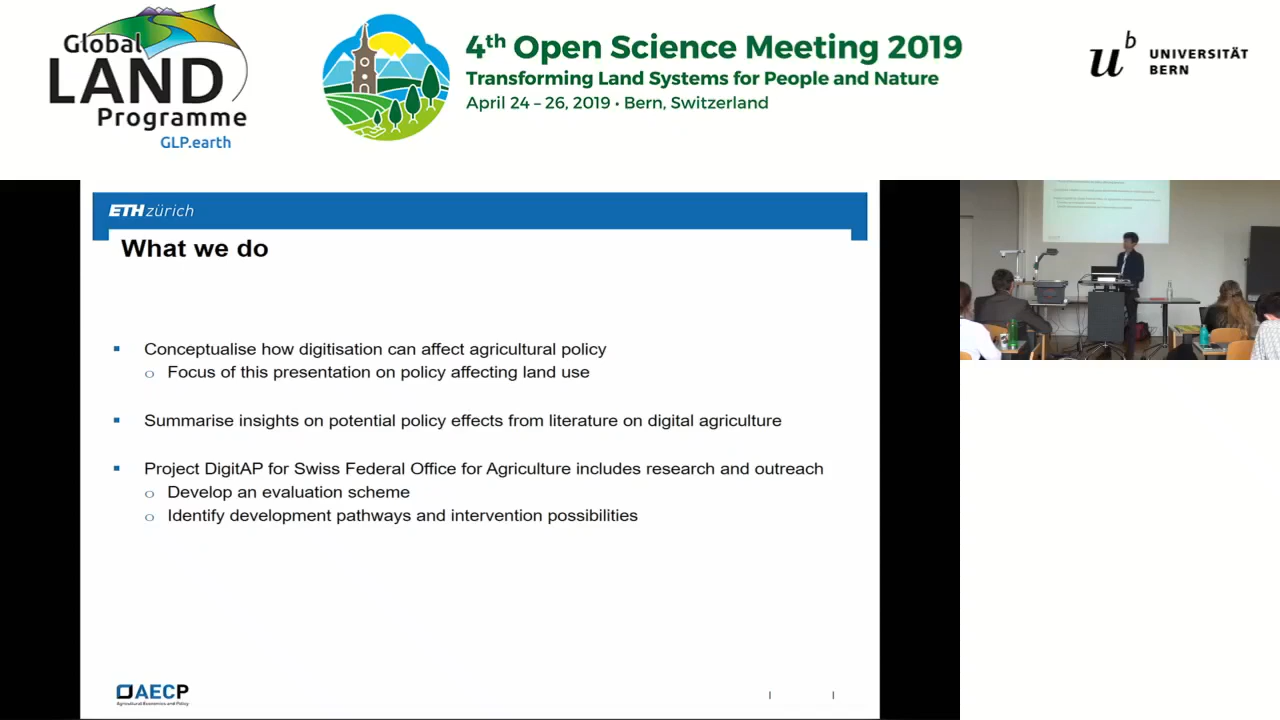 Global
LAND
Programme
GLP.earth
4th Open Science Meeting 2019
Transforming Land Systems for People and Nature
April 24 – 26, 2019 • Bern, Switzerland
u b
UNIVERSITÄT
BERN
ETH zürich
What we do
Conceptualise how digitisation can affect agricultural policy
Focus of this presentation on policy affecting land use
Summarise insights on potential policy effects from literature on digital agriculture
Project DigitAP for Swiss Federal Office for Agriculture includes research and outreach
Develop an evaluation scheme
Identify development pathways and intervention possibilities
AECP
Agricultural Economics and Policy